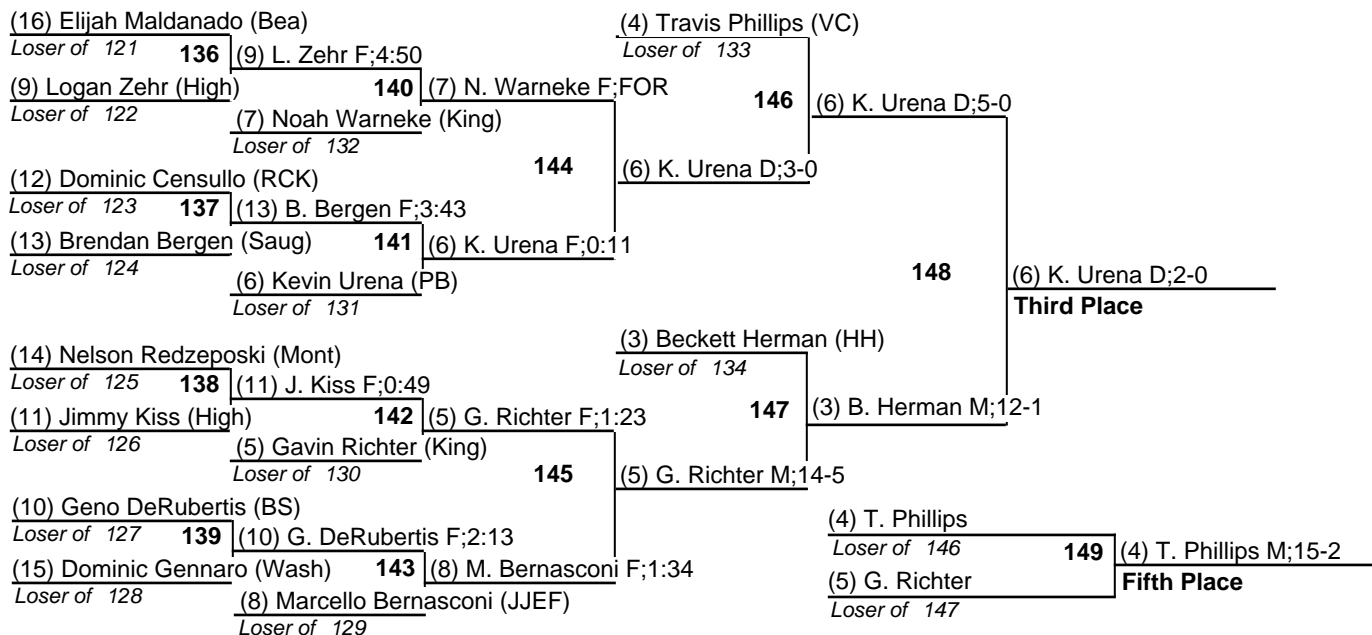 (16) Elijah Maldanado (Bea)
Loser of 121
136
(9) L. Zehr F;4:50
(9) Logan Zehr (High)
Loser of 122
140
(7) N. Warneke F;FOR
(7) Noah Warneke (King)
Loser of 132
(12) Dominic Censullo (RCK)
Loser of 123
137
(13) B. Bergen F;3:43
(13) Brendan Bergen (Saug)
Loser of 124
141
(6) K. Urena F;0:11
(6) Kevin Urena (PB)
Loser of 131
144
(6) K. Urena D;3-0
(4) Travis Phillips (VC)
Loser of 133
146
(6) K. Urena D;5-0
(14) Nelson Redzeposki (Mont)
Loser of 125
138
(11) J. Kiss F;0:49
(11) Jimmy Kiss (High)
Loser of 126
142
(5) G. Richter F;1:23
(5) Gavin Richter (King)
Loser of 130
(10) Geno DeRubertis (BS)
Loser of 127
139
(10) G. DeRubertis F;2:13
(15) Dominic Gennaro (Wash)
Loser of 128
143
(8) M. Bernasconi F;1:34
(8) Marcello Bernasconi (JJEF)
Loser of 129
145
(5) G. Richter M;14-5
(3) Beckett Herman (HH)
Loser of 134
147
(3) B. Herman M;12-1
148
(6) K. Urena D;2-0
Third Place
(4) T. Phillips
Loser of 146
149
(4) T. Phillips M;15-2
Fifth Place
(5) G. Richter
Loser of 147